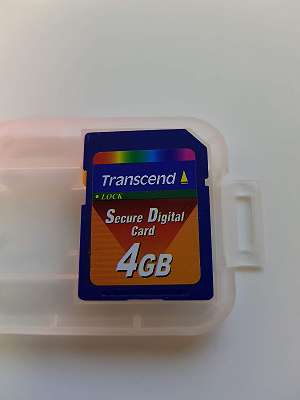 Transcend
LOCK
Secure Digital
Card
4GB